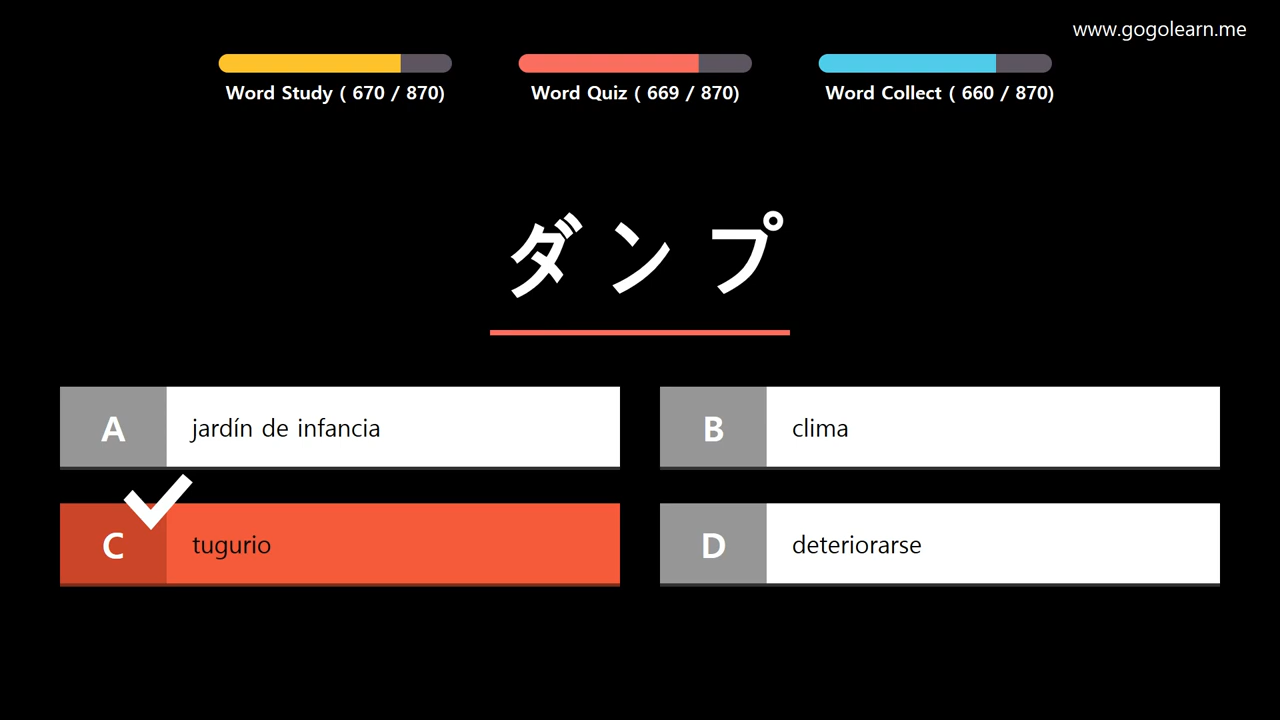 www.gogolearn.me
Word Study ( 670 / 870)
Word Quiz ( 669 / 870)
Word Collect ( 660 / 870)
ダンプ
A jardín de infancia
B clima
C tugurio
D deteriorarse